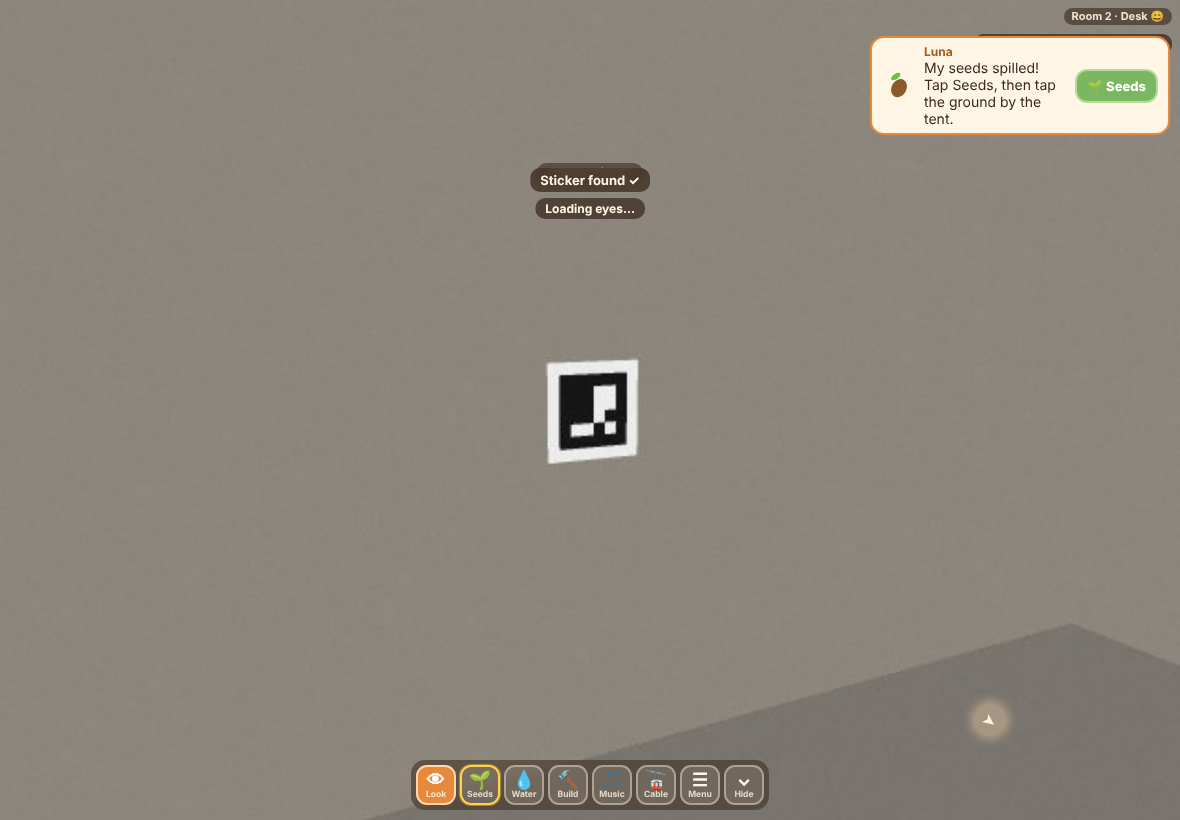 Room 2 · Desk 😄
Luna
My seeds spilled!
Tap Seeds, then tap
the ground by the
tent.
🌱 Seeds
Sticker found ✓
Loading eyes...
Look
Seeds
Water
Build
Music
Cable
Menu
Hide